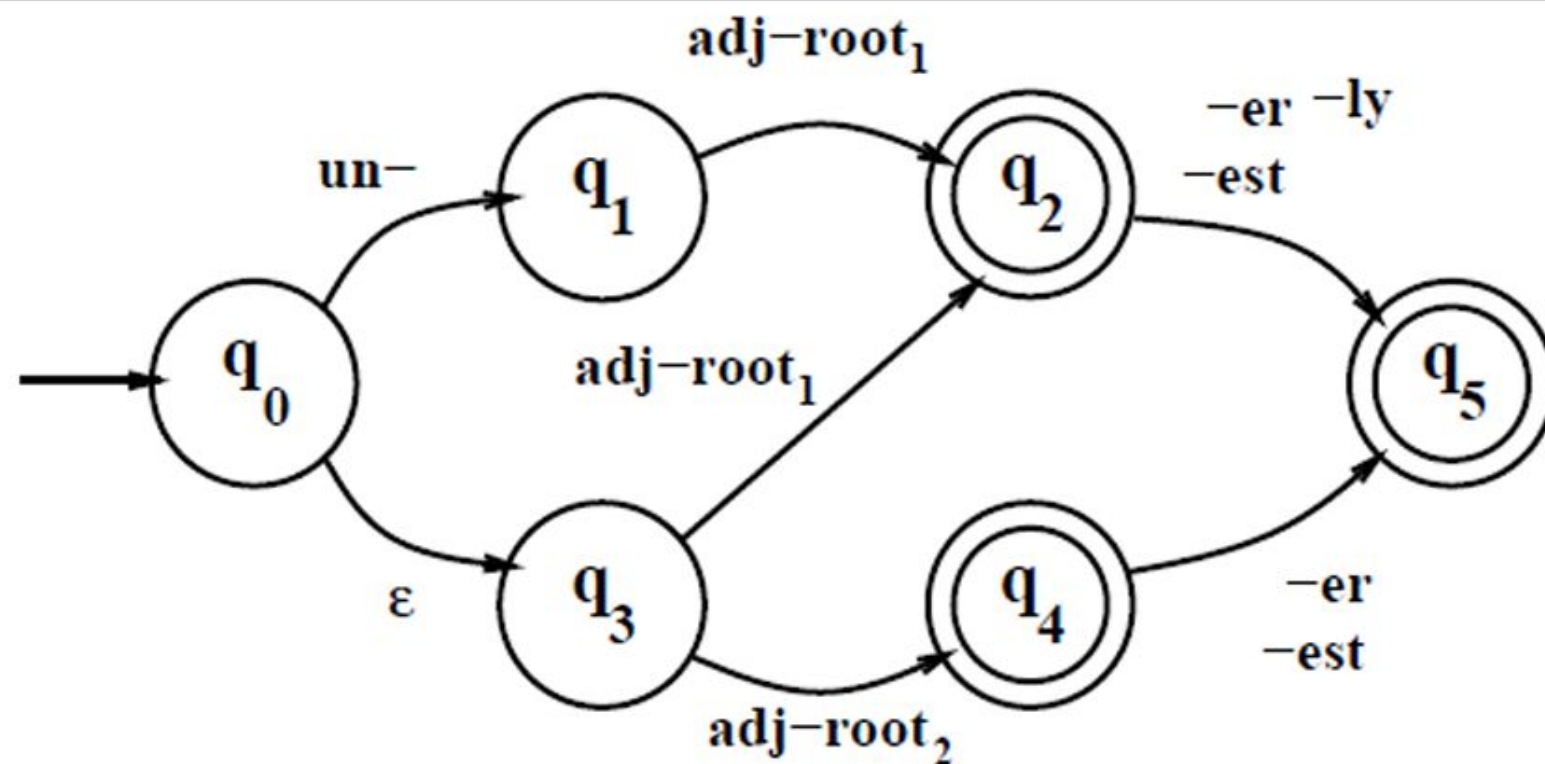 adj−root₁
−er −ly
−est
un−
q₁
q₂
q₀
adj−root₁
q₅
ε
q₃
q₄
−er
−est
adj−root₂